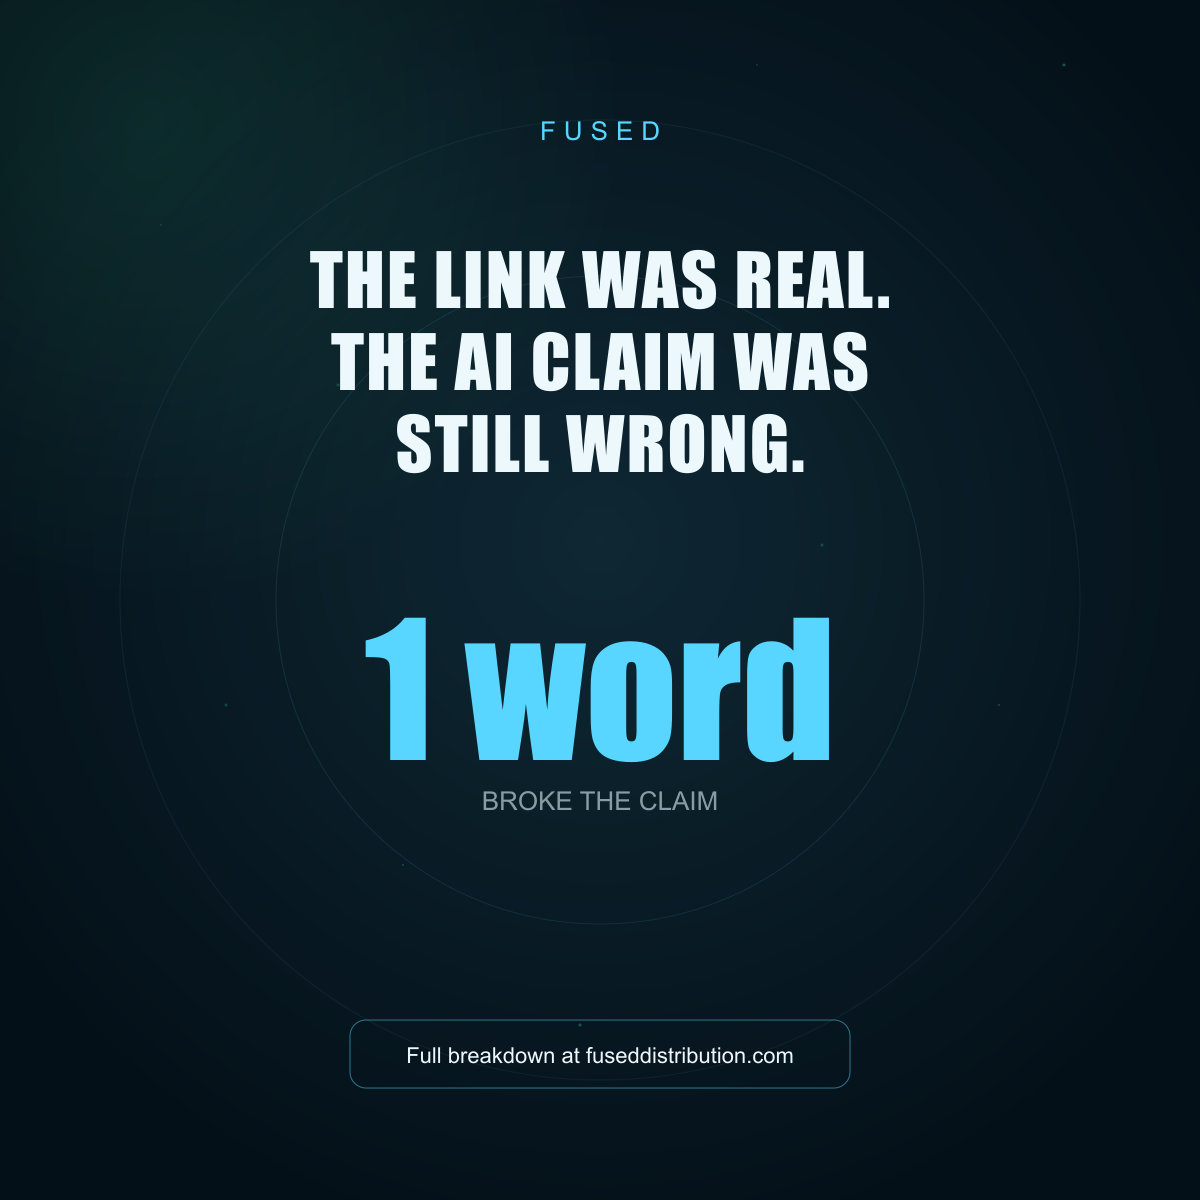 FUSED
THE LINK WAS REAL.
THE AI CLAIM WAS
STILL WRONG.
1 word
BROKE THE CLAIM
Full breakdown at fuseddistribution.com